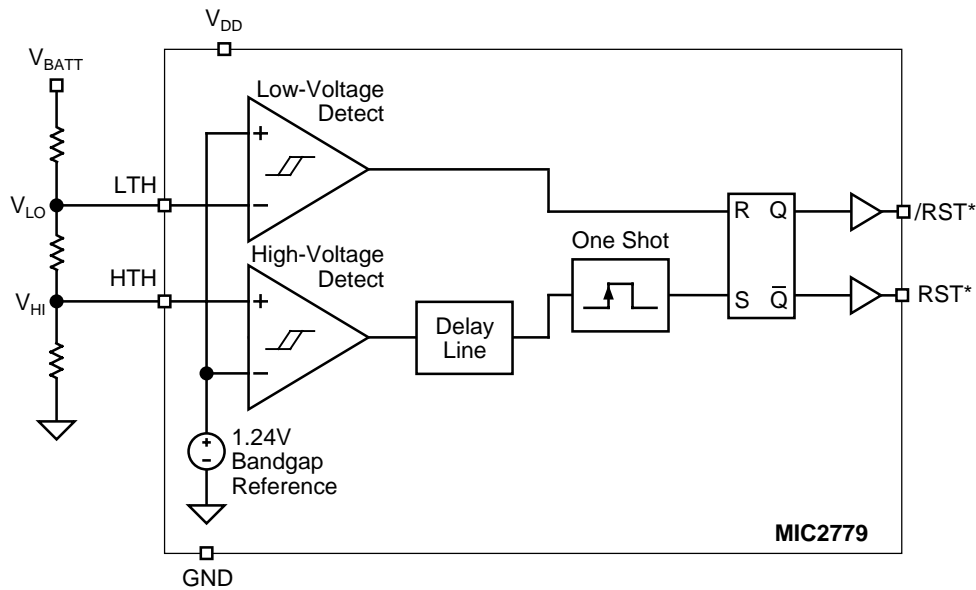 V_DD
V_BATT
Low-Voltage
Detect
+
LTH
V_LO
−
R Q
/RST*
High-Voltage
Detect
One Shot
HTH
+
V_HI
S Q̅
RST*
Delay
Line
−
+
−
1.24V
Bandgap
Reference
MIC2779
GND